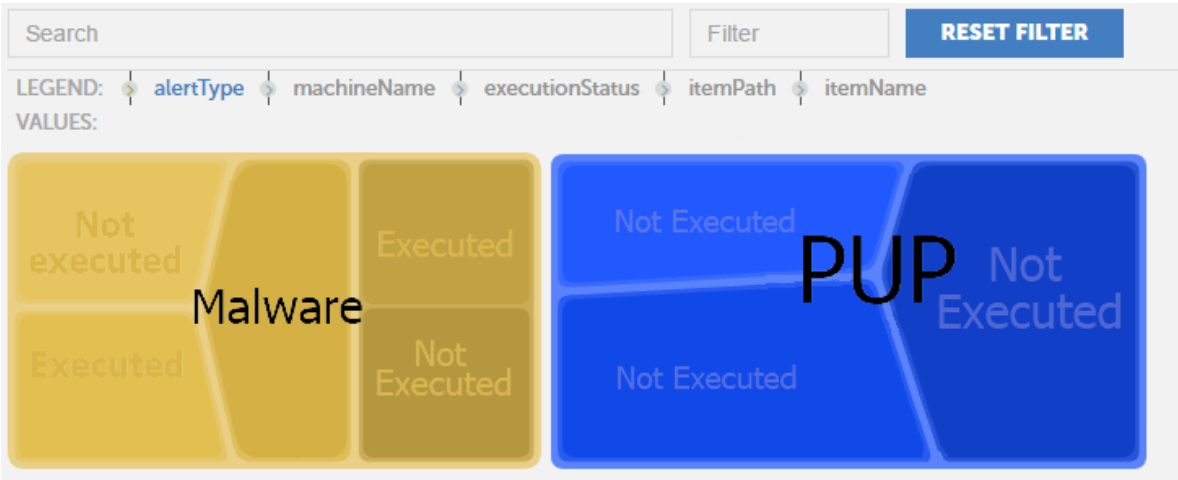 Search
Filter
RESET FILTER
LEGEND: alertType machineName executionStatus itemPath itemName
VALUES:
Not
executed
Executed
Malware
Executed
Not
Executed
Not Executed
Not Executed
PUP
Not
Executed